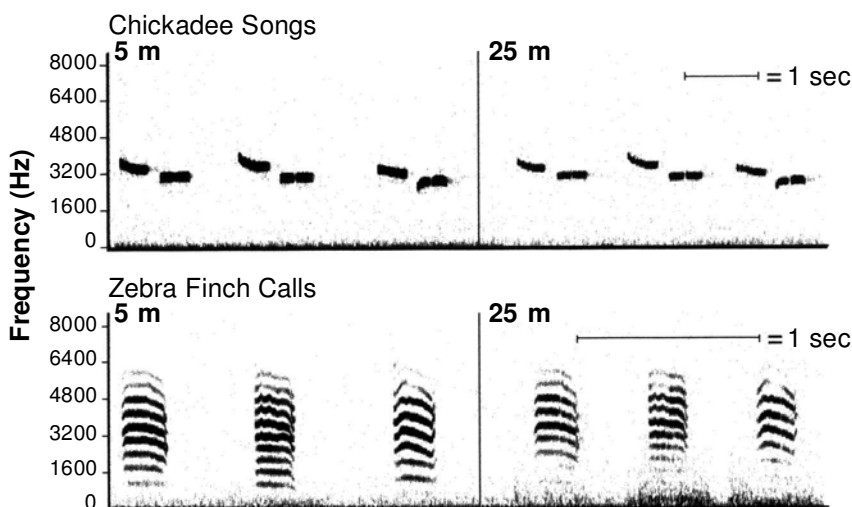 Chickadee Songs
5 m
25 m
8000
6400
4800
3200
1600
0
= 1 sec
Frequency (Hz)
Zebra Finch Calls
5 m
25 m
8000
6400
4800
3200
1600
0
= 1 sec